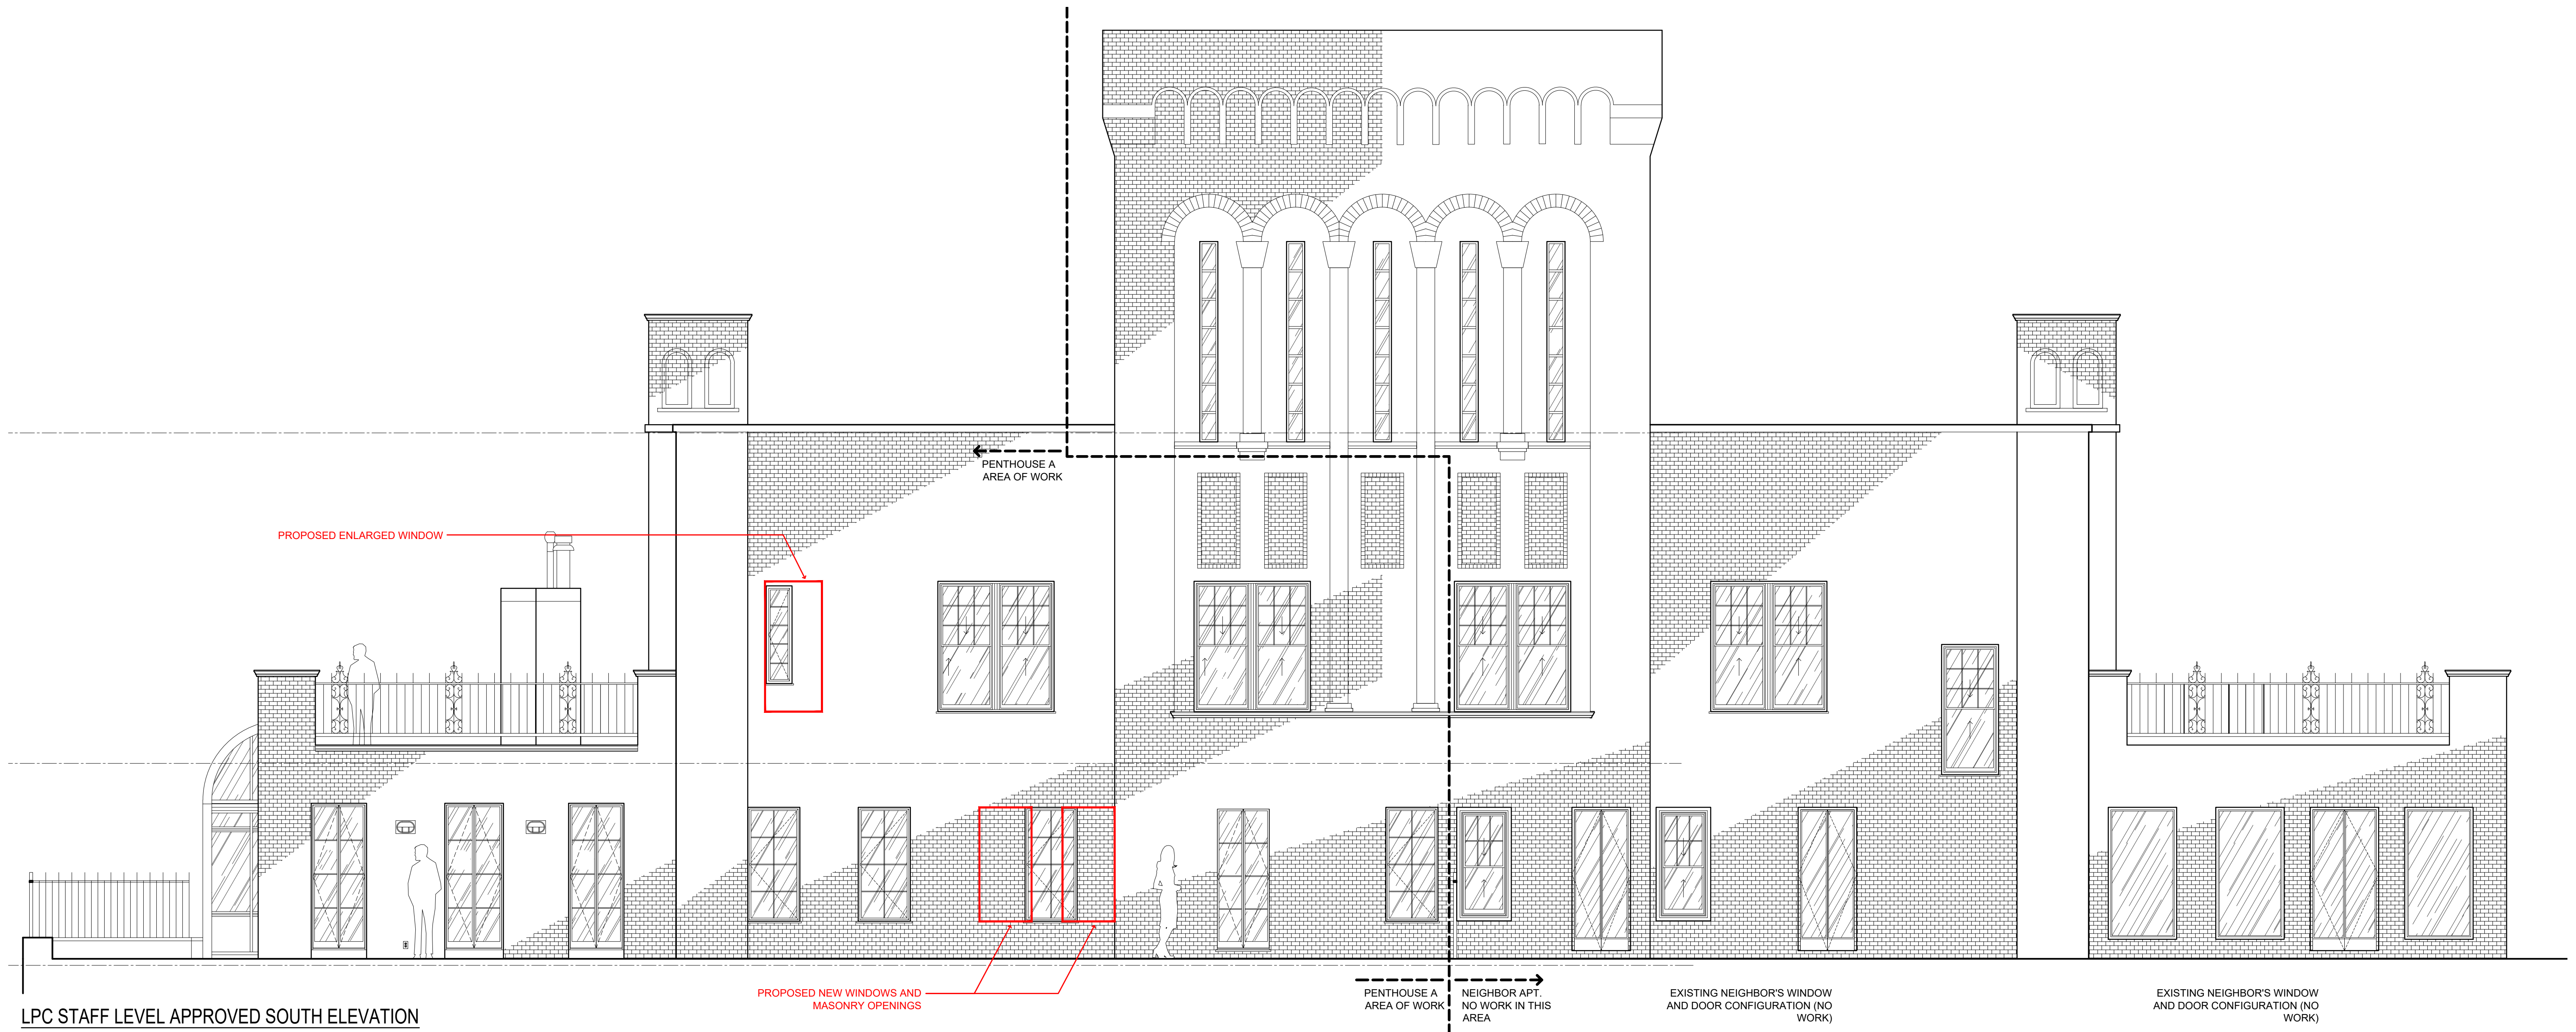 PENTHOUSE A
AREA OF WORK
PROPOSED ENLARGED WINDOW
PROPOSED NEW WINDOWS AND
MASONRY OPENINGS
PENTHOUSE A
AREA OF WORK
NEIGHBOR APT.
NO WORK IN THIS
AREA
EXISTING NEIGHBOR'S WINDOW
AND DOOR CONFIGURATION (NO
WORK)
EXISTING NEIGHBOR'S WINDOW
AND DOOR CONFIGURATION (NO
WORK)
LPC STAFF LEVEL APPROVED SOUTH ELEVATION